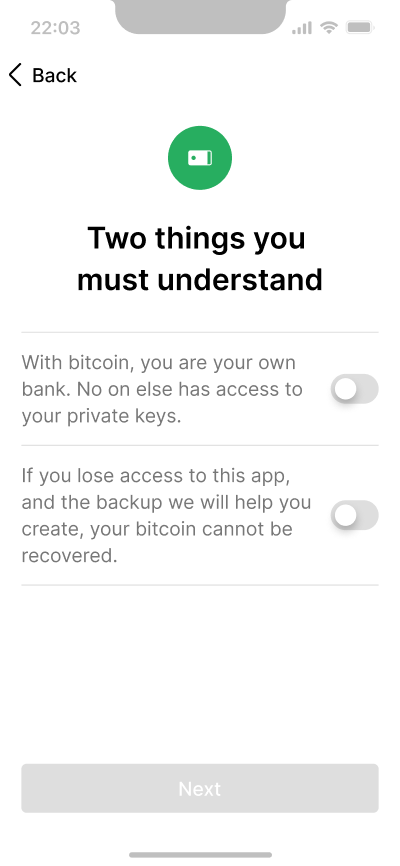 22:03
Back
Two things you
must understand
With bitcoin, you are your own
bank. No on else has access to
your private keys.
If you lose access to this app,
and the backup we will help you
create, your bitcoin cannot be
recovered.
Next